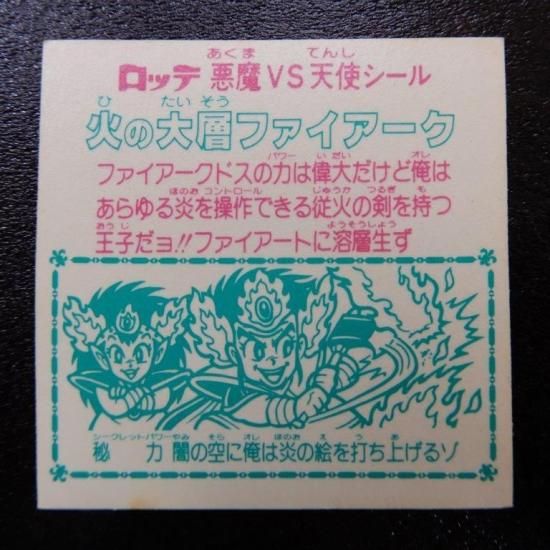 ロッテ 悪魔VS天使シール
火の大層ファイアーク
ファイアークドスの力は偉大だけど俺は
あらゆる炎を操作できる従火の剣を持つ
王子だョ!!ファイアートに溶層生ず
秘 力 闇の空に俺は炎の絵を打ち上げるゾ